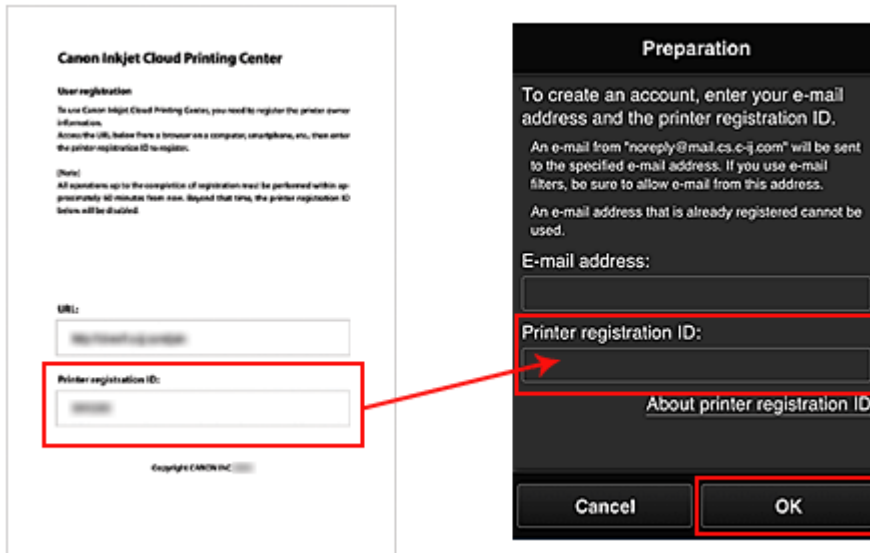 Canon Inkjet Cloud Printing Center
User registration
To use Canon Inkjet Cloud Printing Center, you need to register the printer owner
information.
Access the URL below from a browser on a computer, smartphone, etc., then enter
the printer registration ID to register.
[Note]
All operations up to the completion of registration must be performed within ap-
proximately 60 minutes from now. Beyond that time, the printer registration ID
below will be disabled.
URL:
Printer registration ID:
Copyright CANON INC
Preparation
To create an account, enter your e-mail
address and the printer registration ID.
An e-mail from "noreply@mail.cs.c-ij.com" will be sent
to the specified e-mail address. If you use e-mail
filters, be sure to allow e-mail from this address.
An e-mail address that is already registered cannot be
used.
E-mail address:
Printer registration ID:
About printer registration ID
Cancel
OK